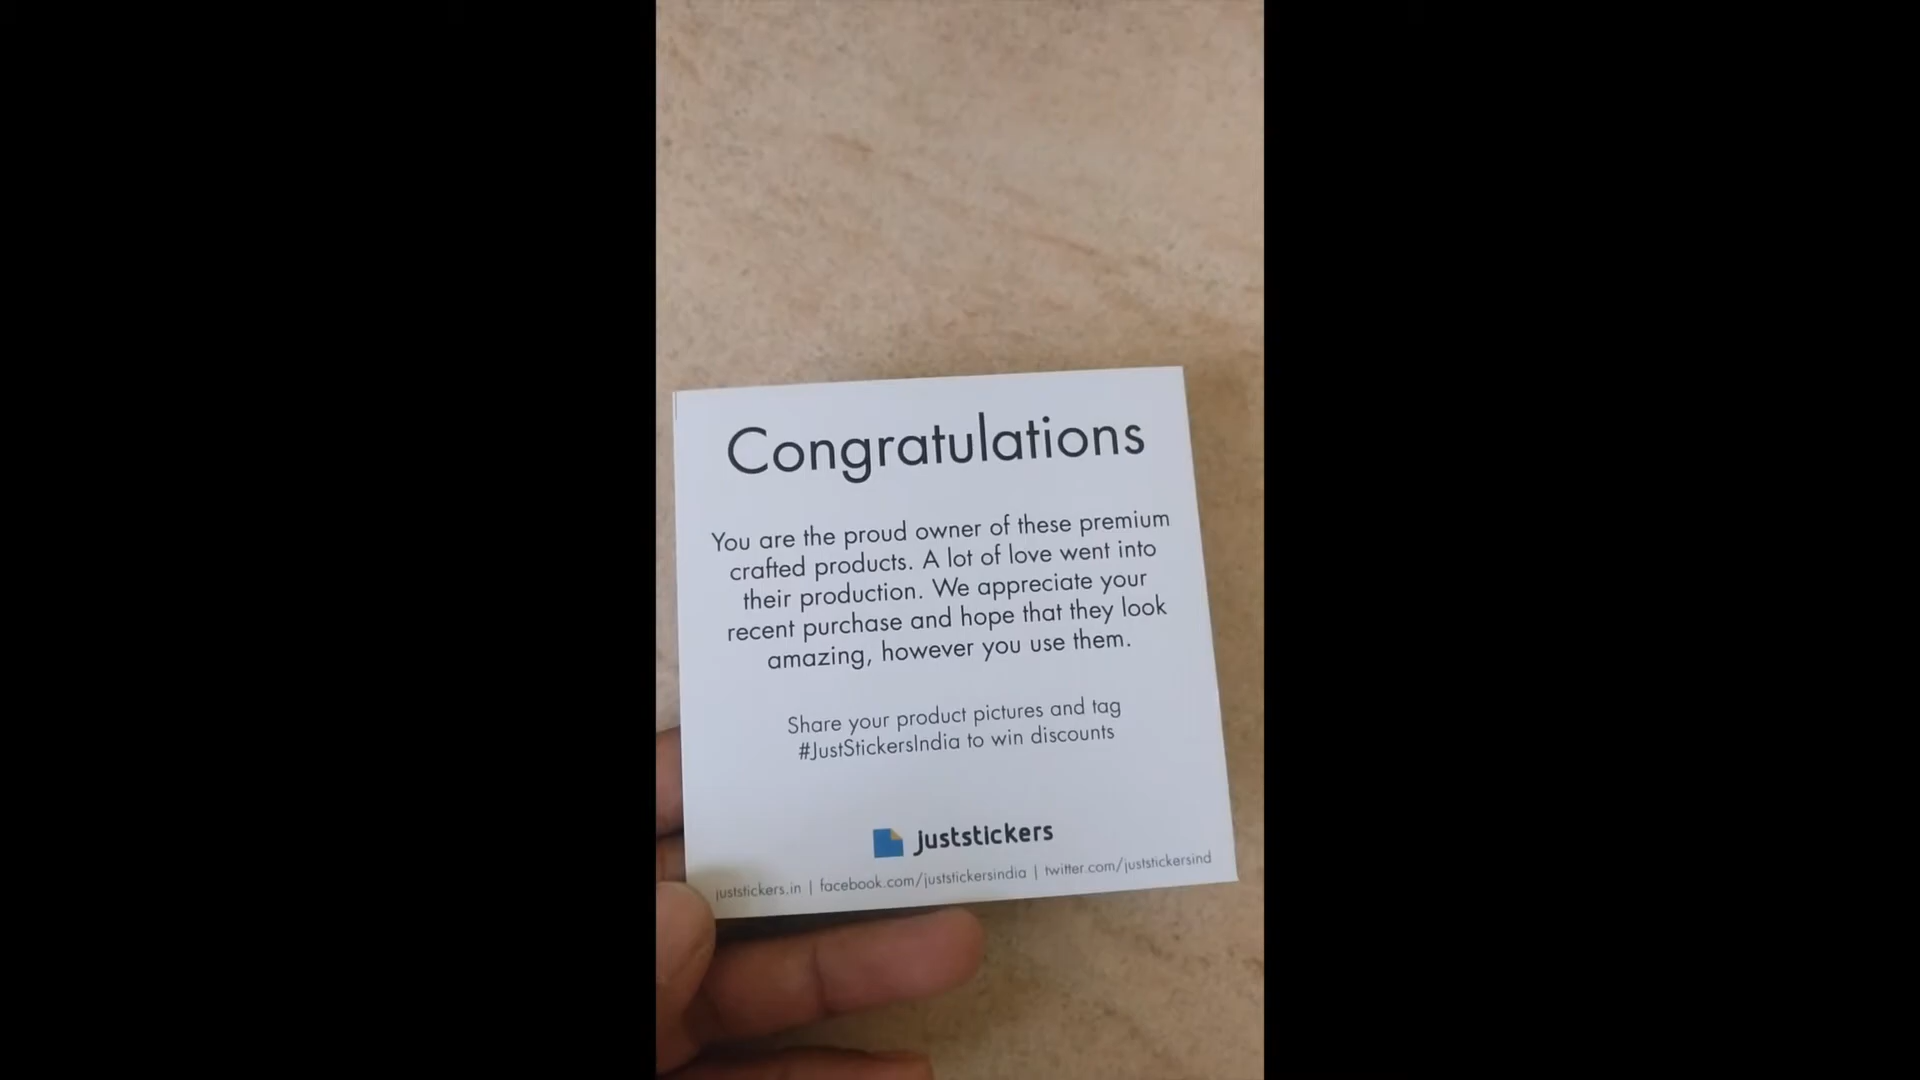 Congratulations
You are the proud owner of these premium
crafted products. A lot of love went into
their production. We appreciate your
recent purchase and hope that they look
amazing, however you use them.
Share your product pictures and tag
#JustStickersIndia to win discounts
juststickers
juststickers.in | facebook.com/juststickersindia | twitter.com/juststickersind